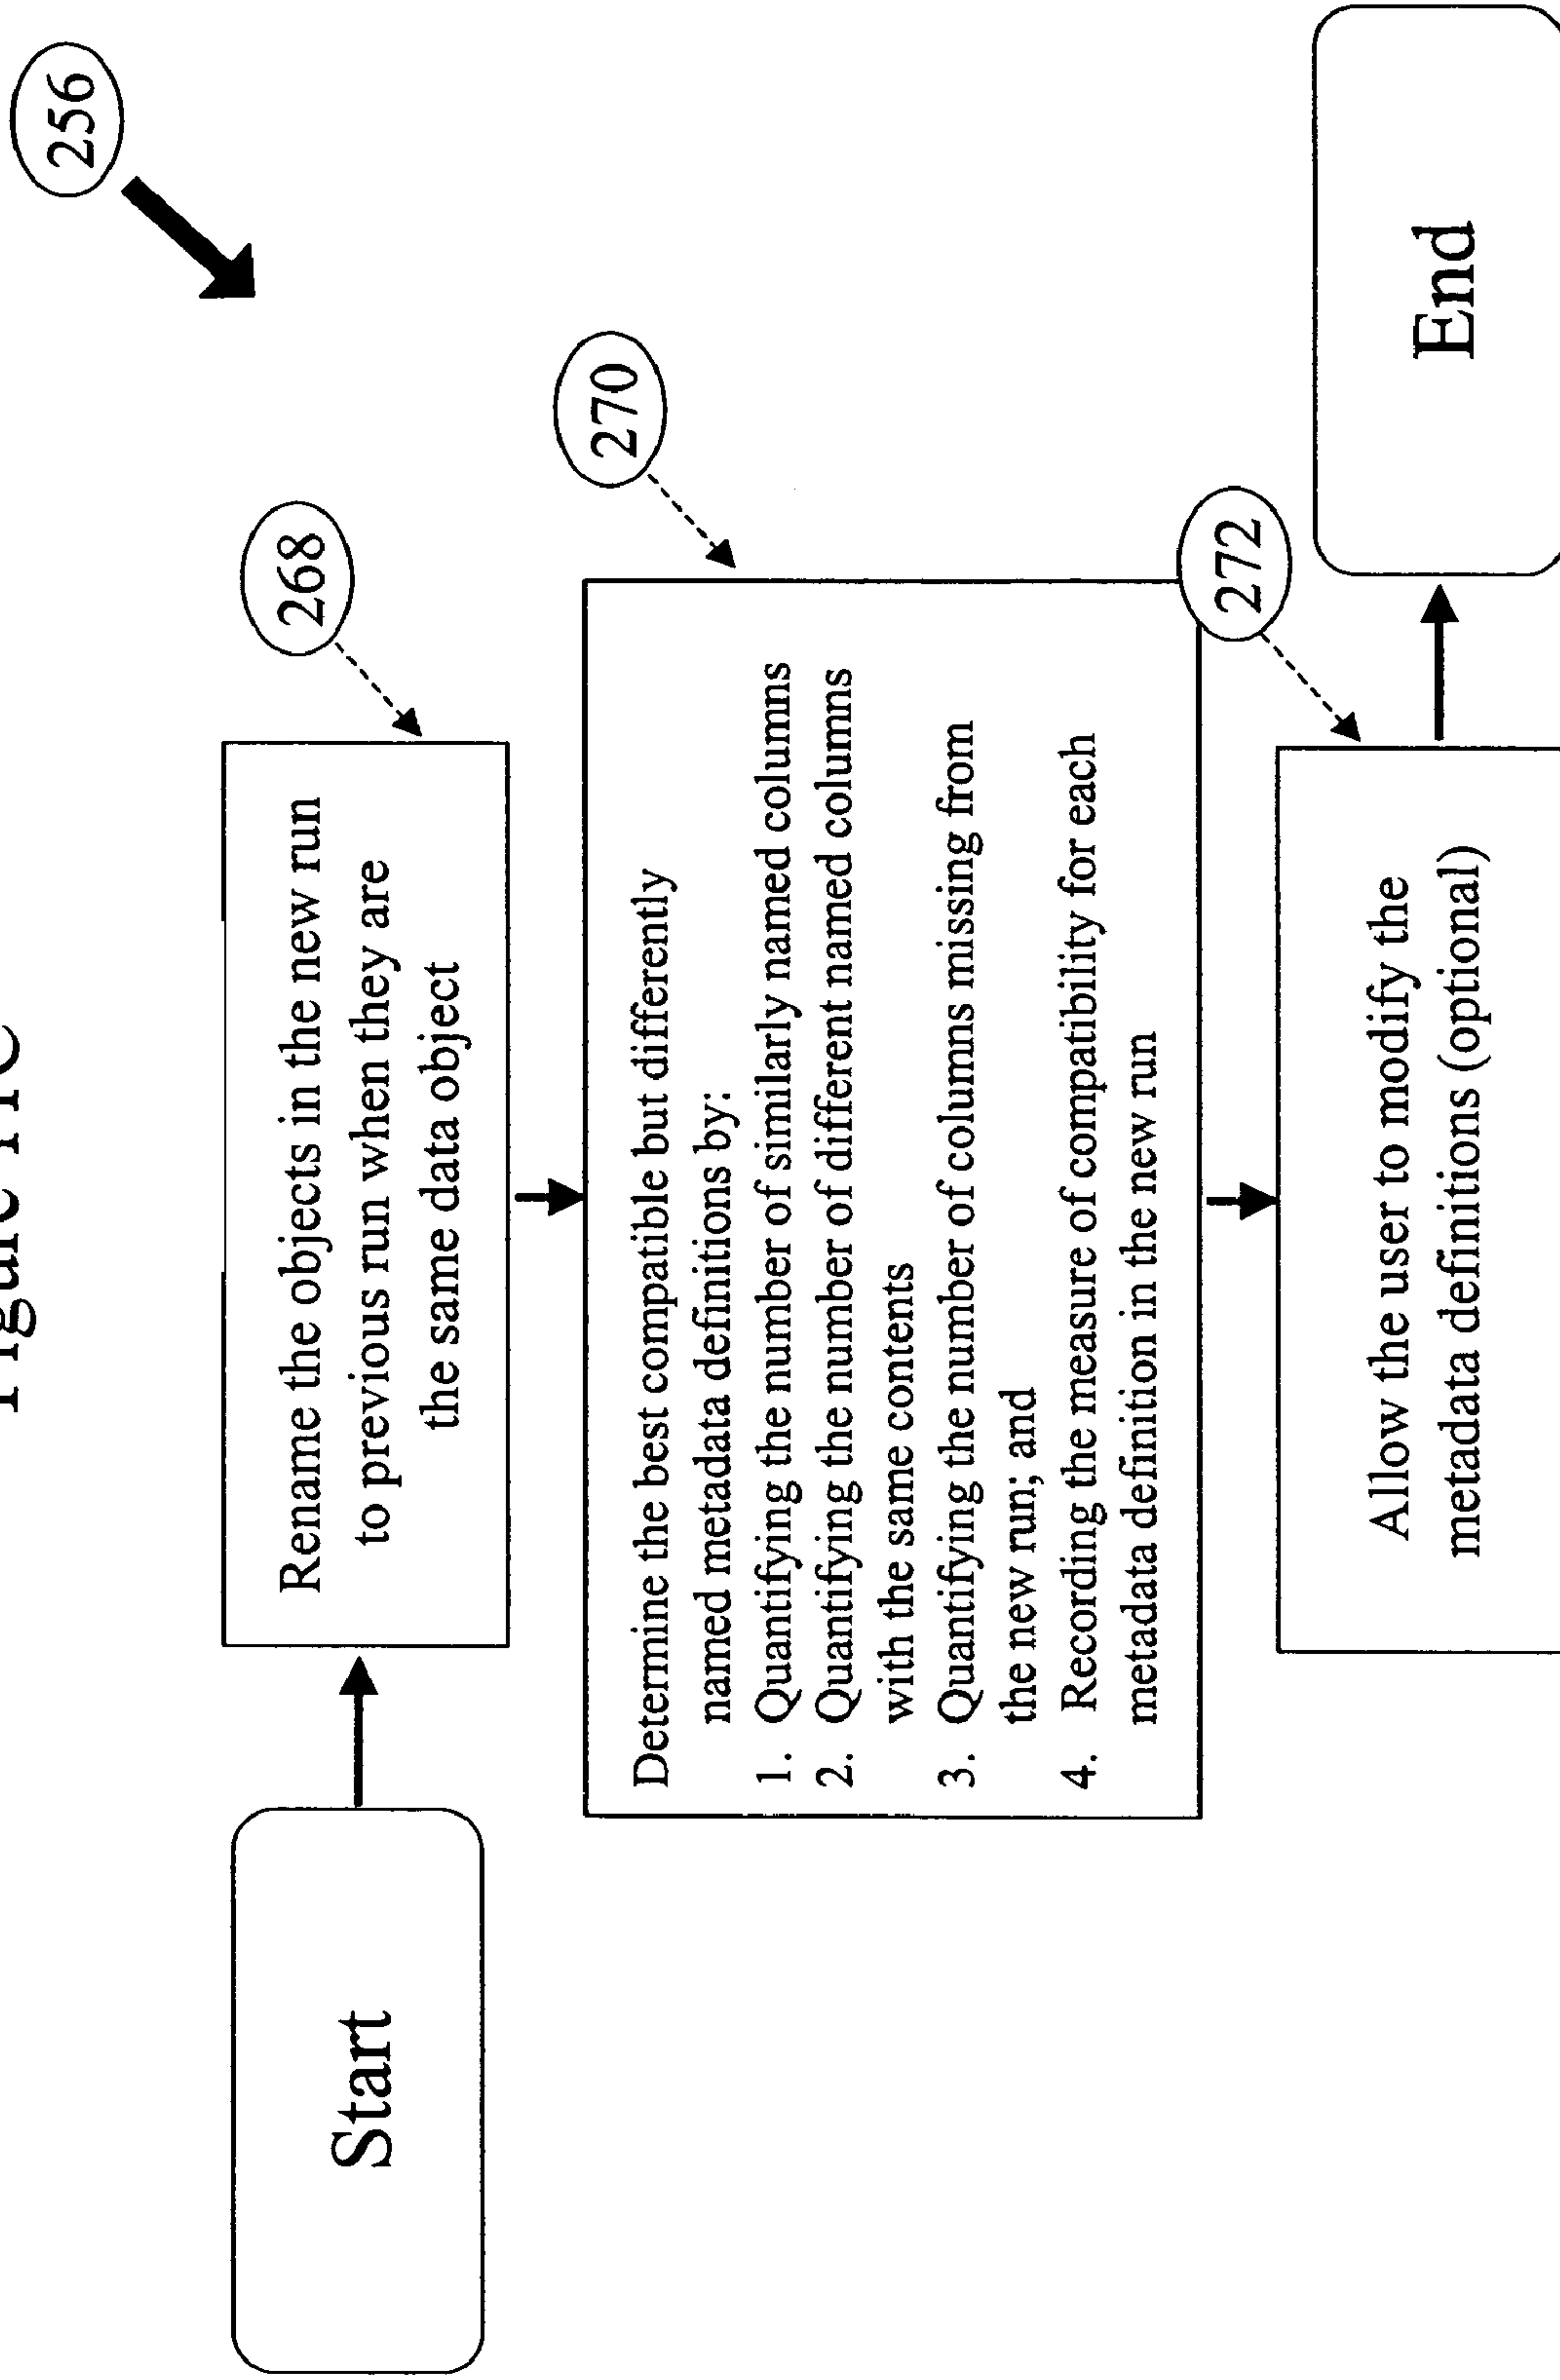 256
Start
Rename the objects in the new run
to previous run when they are
the same data object
268
Determine the best compatible but differently
named metadata definitions by:
1. Quantifying the number of similarly named columns
2. Quantifying the number of different named columns
with the same contents
3. Quantifying the number of columns missing from
the new run; and
4. Recording the measure of compatibility for each
metadata definition in the new run
270
Allow the user to modify the
metadata definitions (optional)
272
End